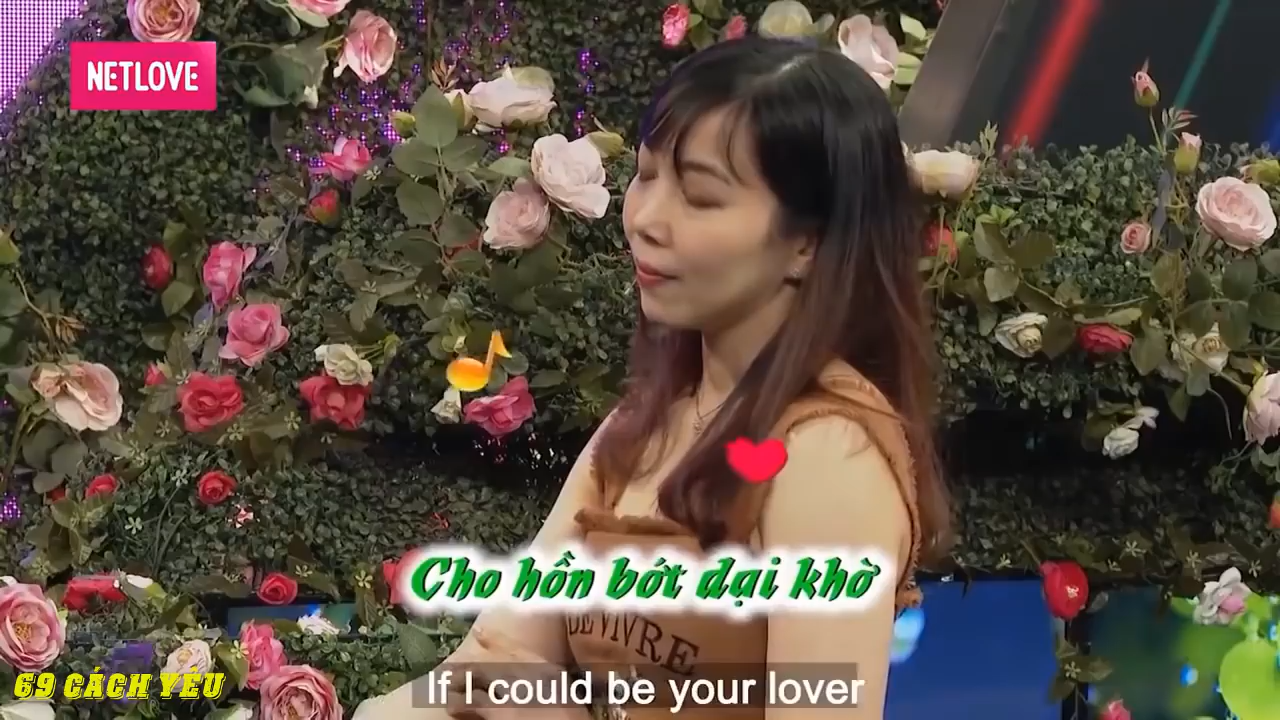 NETLOVE
Cho hồn bớt dại khờ
DE VIVRE
If I could be your lover
69 CÁCH YÊU